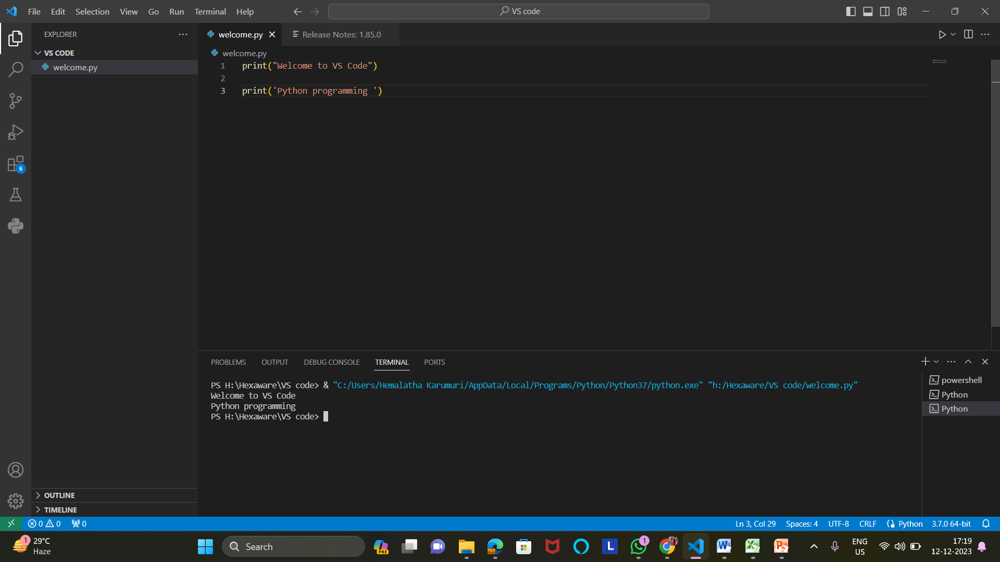 File Edit Selection View Go Run Terminal Help
VS code
EXPLORER
VS CODE
welcome.py
welcome.py
Release Notes: 1.85.0
welcome.py
1 print("Welcome to VS Code")
2
3 print('Python programming ')
6
PROBLEMS OUTPUT DEBUG CONSOLE TERMINAL PORTS
PS H:\Hexaware\VS code> & "C:/Users/Hemalatha Karumuri/AppData/Local/Programs/Python/Python37/python.exe" "h:/Hexaware/VS code/welcome.py"
Welcome to VS Code
Python programming
PS H:\Hexaware\VS code>
powershell
Python
Python
OUTLINE
TIMELINE
0 0 0
Ln 3, Col 29 Spaces: 4 UTF-8 CRLF Python 3.7.0 64-bit
1
29°C
Haze
Search
PRE
L
1
ENG
US
17:19
12-12-2023